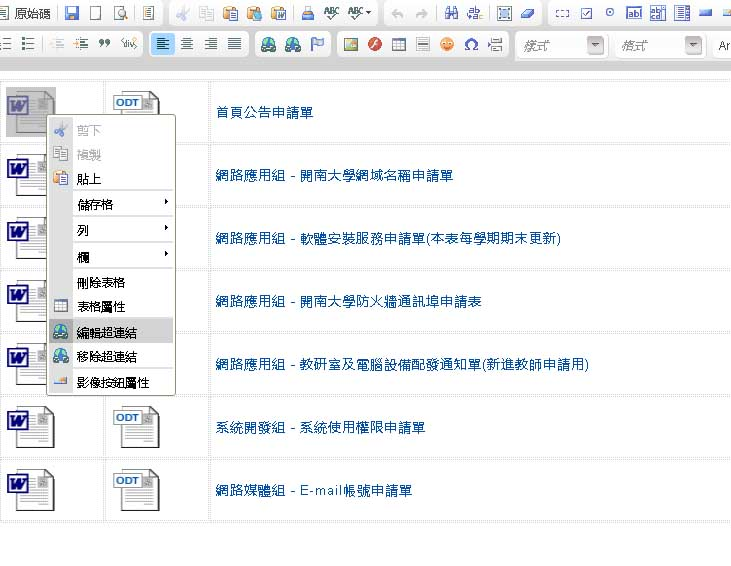 原始碼
ABC ABC
"div"
ab|
樣式 格式 Ar
W ODT 首頁公告申請單
剪下
複製
貼上
儲存格
列
欄
刪除表格
表格屬性
編輯超連結
移除超連結
影像按鈕屬性
W 網路應用組 - 開南大學網域名稱申請單
W 網路應用組 - 軟體安裝服務申請單(本表每學期期末更新)
W 網路應用組 - 開南大學防火牆通訊埠申請表
W 網路應用組 - 教研室及電腦設備配發通知單(新進教師申請用)
W ODT 系統開發組 - 系統使用權限申請單
W ODT 網路媒體組 - E-mail帳號申請單